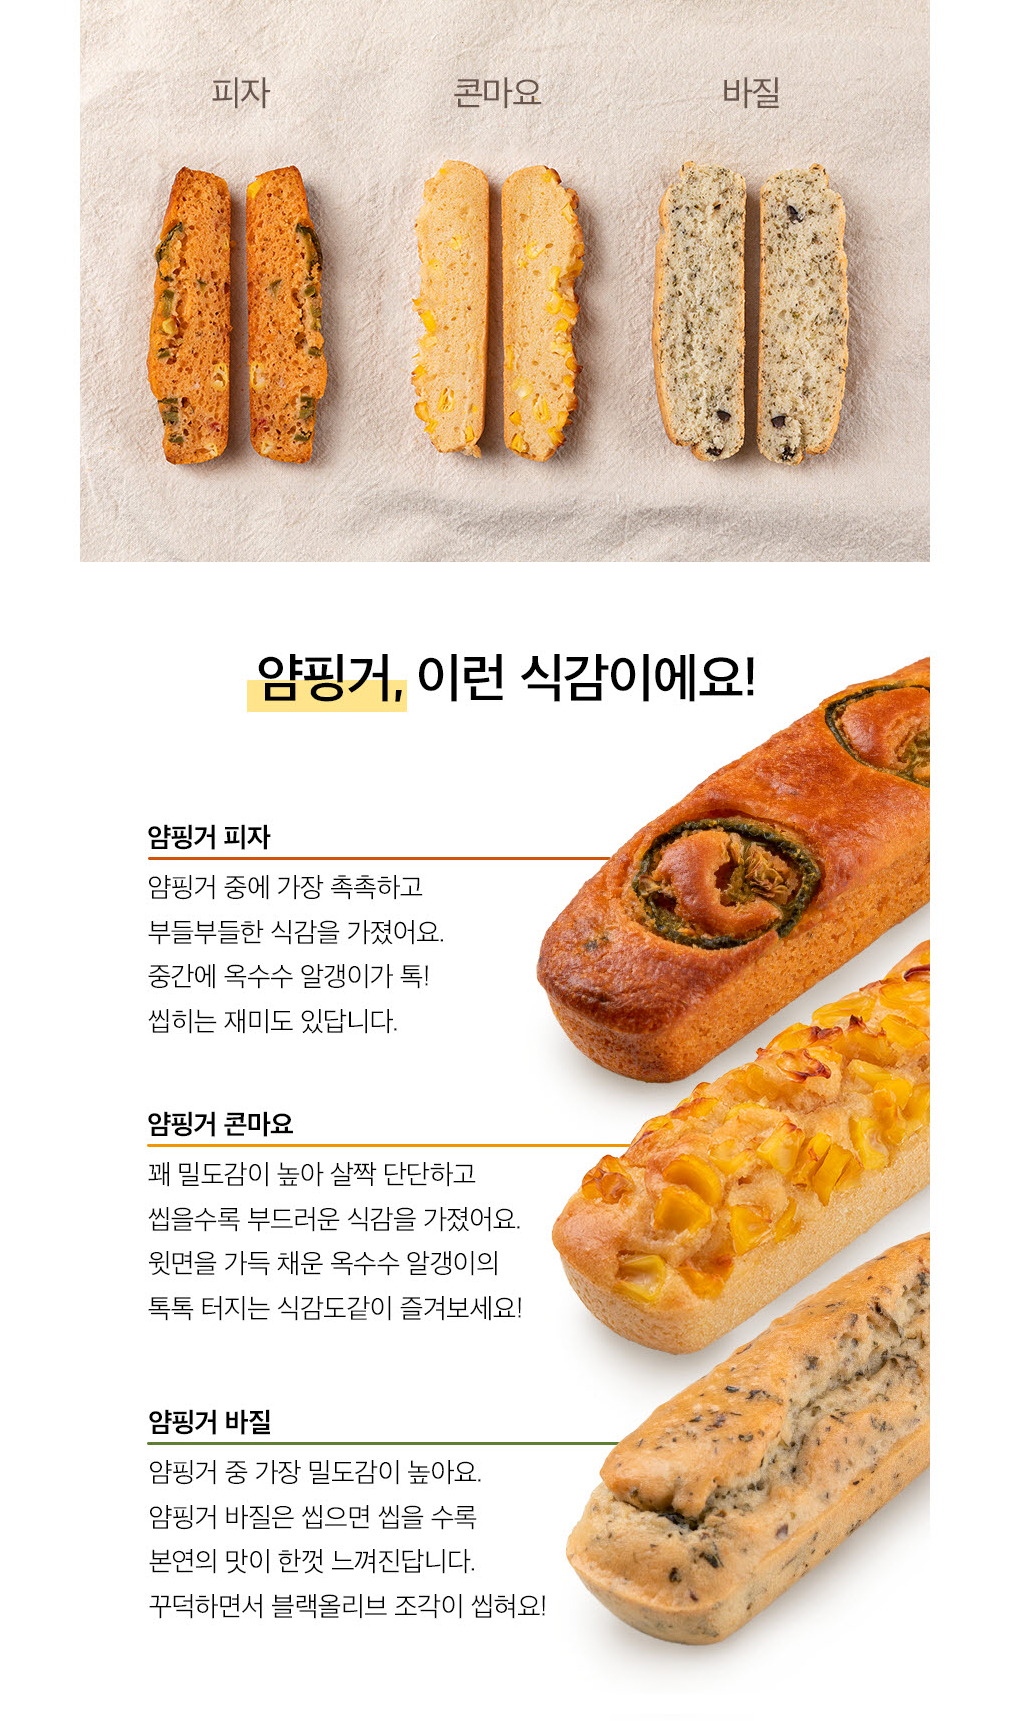 피자 콘마요 바질
얌핑거, 이런 식감이에요!
얌핑거 피자
얌핑거 중에 가장 촉촉하고
부들부들한 식감을 가졌어요.
중간에 옥수수 알갱이가 톡!
씹히는 재미도 있답니다.
얌핑거 콘마요
꽤 밀도감이 높아 살짝 단단하고
씹을수록 부드러운 식감을 가졌어요.
윗면을 가득 채운 옥수수 알갱이의
톡톡 터지는 식감도같이 즐겨보세요!
얌핑거 바질
얌핑거 중 가장 밀도감이 높아요.
얌핑거 바질은 씹으면 씹을 수록
본연의 맛이 한껏 느껴진답니다.
꾸덕하면서 블랙올리브 조각이 씹혀요!